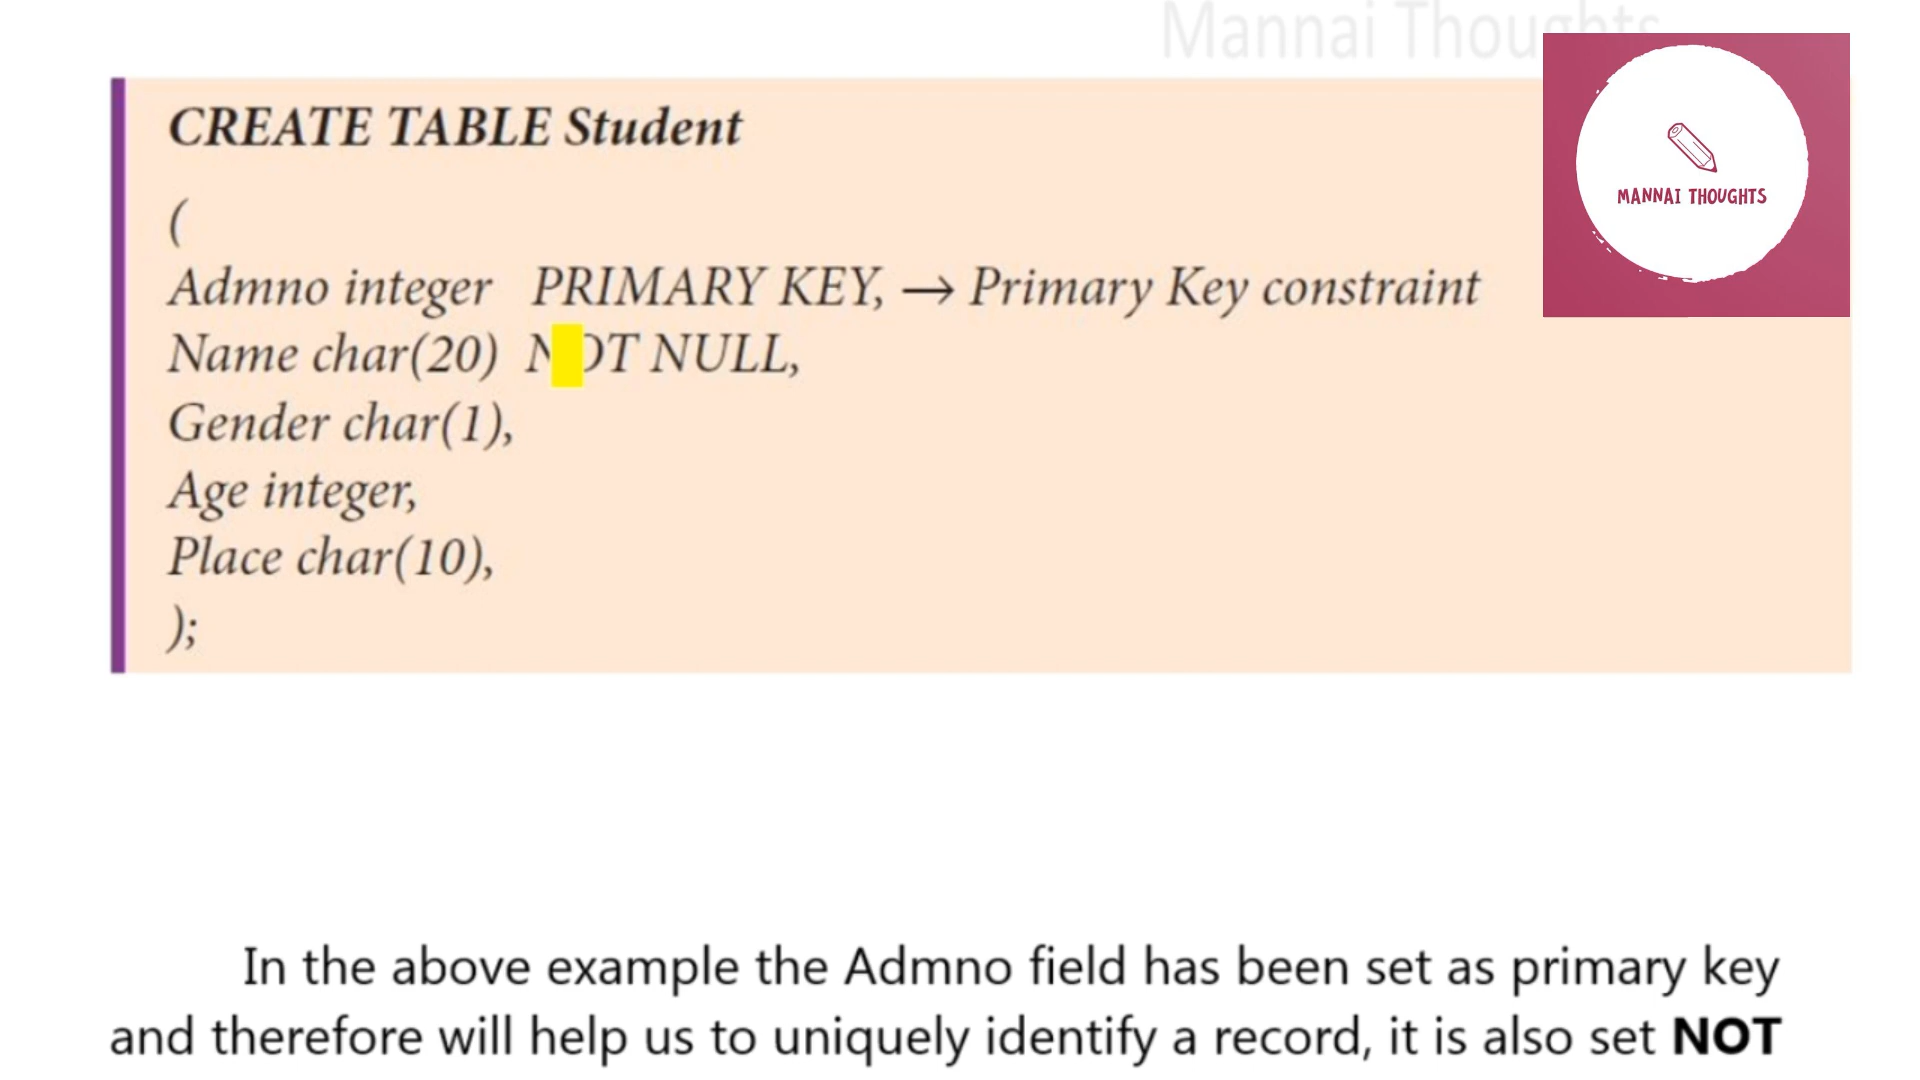 Mannai Thoughts
MANNAI THOUGHTS
CREATE TABLE Student
(
Admno integer PRIMARY KEY, → Primary Key constraint
Name char(20) NOT NULL,
Gender char(1),
Age integer,
Place char(10),
);
In the above example the Admno field has been set as primary key
and therefore will help us to uniquely identify a record, it is also set NOT